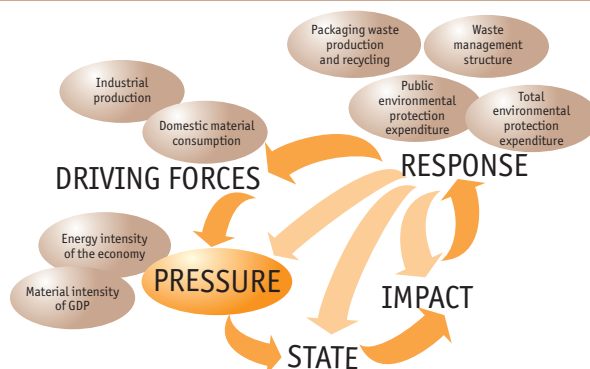 Packaging waste
production
and recycling
Waste
management
structure
Industrial
production
Public
environmental
protection
expenditure
Total
environmental
protection
expenditure
Domestic material
consumption
RESPONSE
DRIVING FORCES
Energy intensity
of the economy
PRESSURE
Material intensity
of GDP
IMPACT
STATE